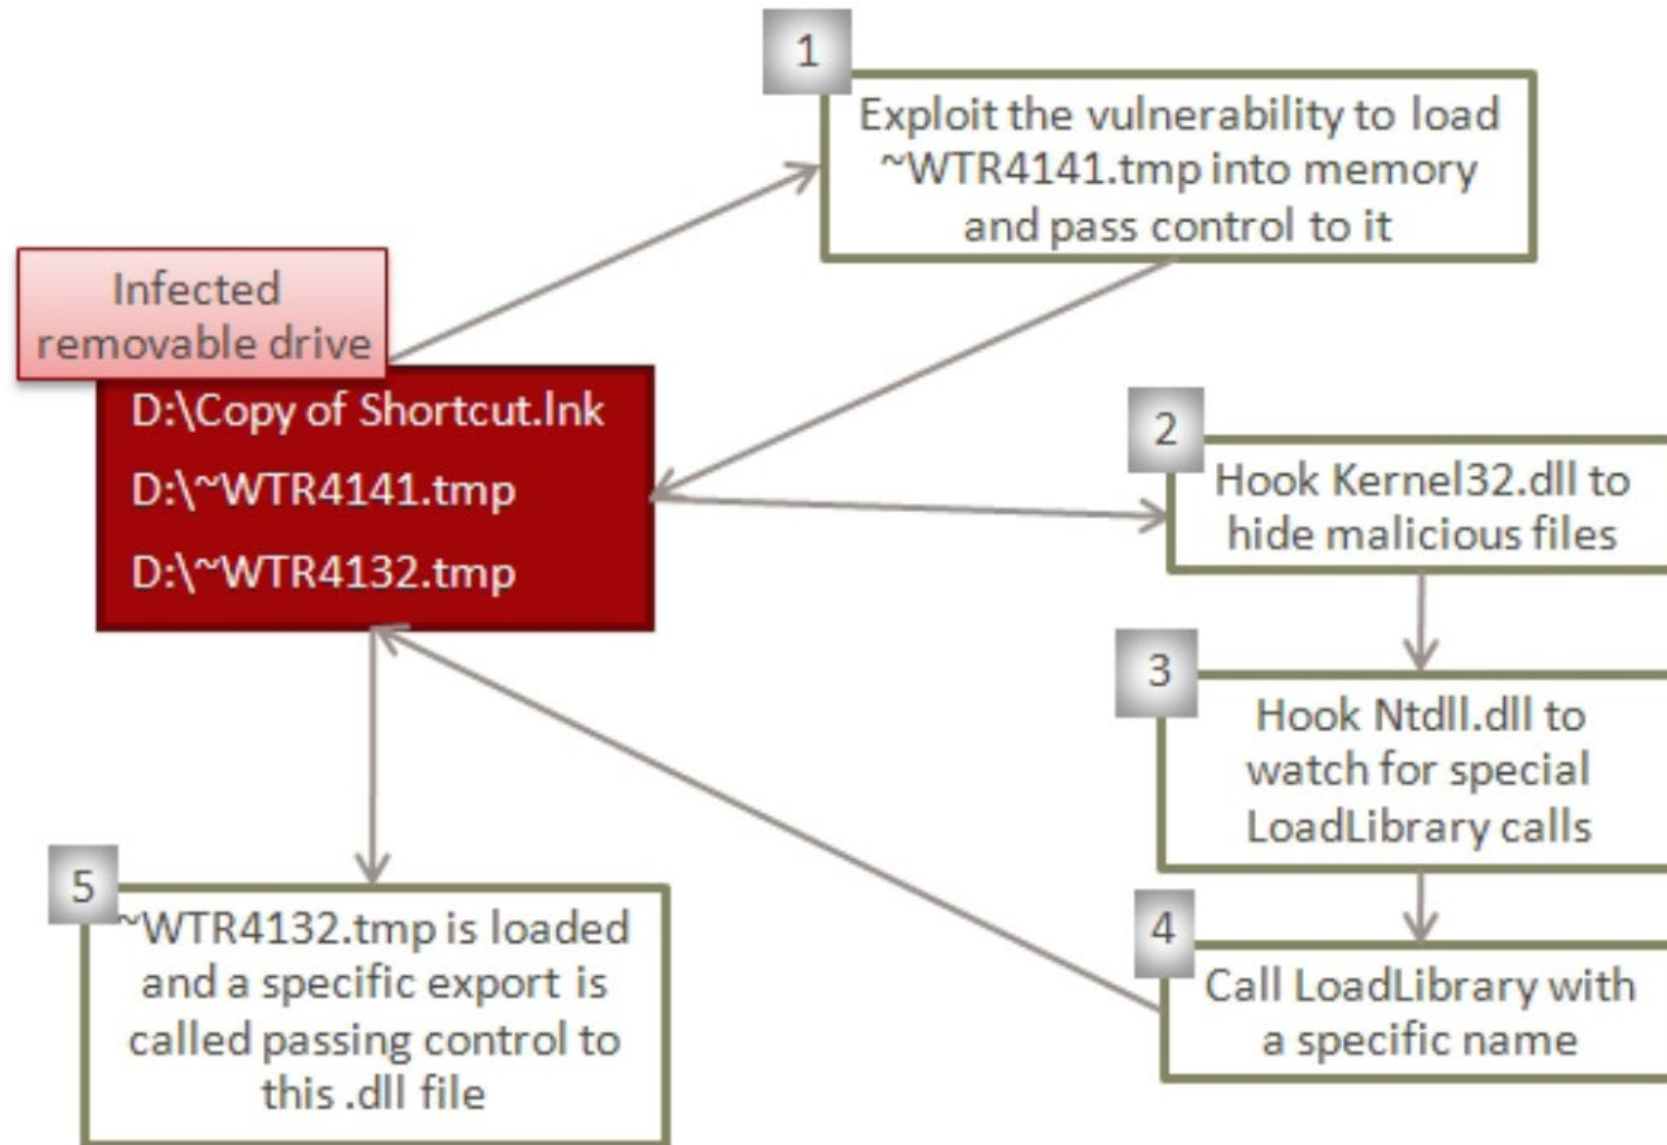 1
Exploit the vulnerability to load
~WTR4141.tmp into memory
and pass control to it
Infected
removable drive
D:\Copy of Shortcut.lnk
D:\~WTR4141.tmp
D:\~WTR4132.tmp
2
Hook Kernel32.dll to
hide malicious files
3
Hook Ntdll.dll to
watch for special
LoadLibrary calls
4
Call LoadLibrary with
a specific name
5
~WTR4132.tmp is loaded
and a specific export is
called passing control to
this .dll file